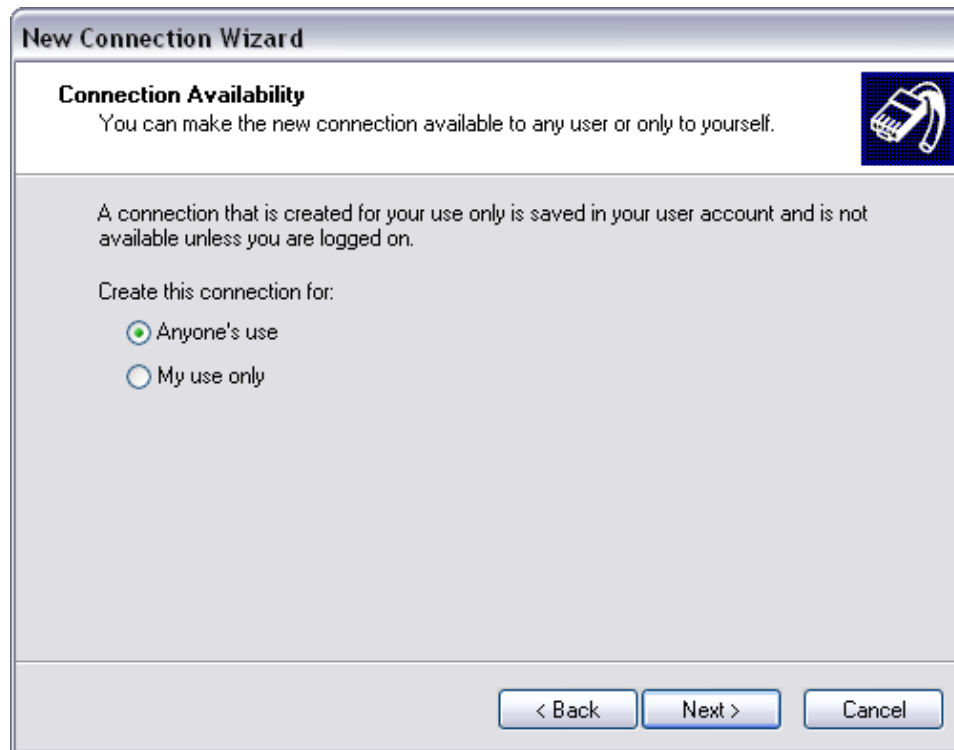 New Connection Wizard
Connection Availability
You can make the new connection available to any user or only to yourself.
A connection that is created for your use only is saved in your user account and is not
available unless you are logged on.
Create this connection for:
Anyone's use
My use only
< Back
Next >
Cancel